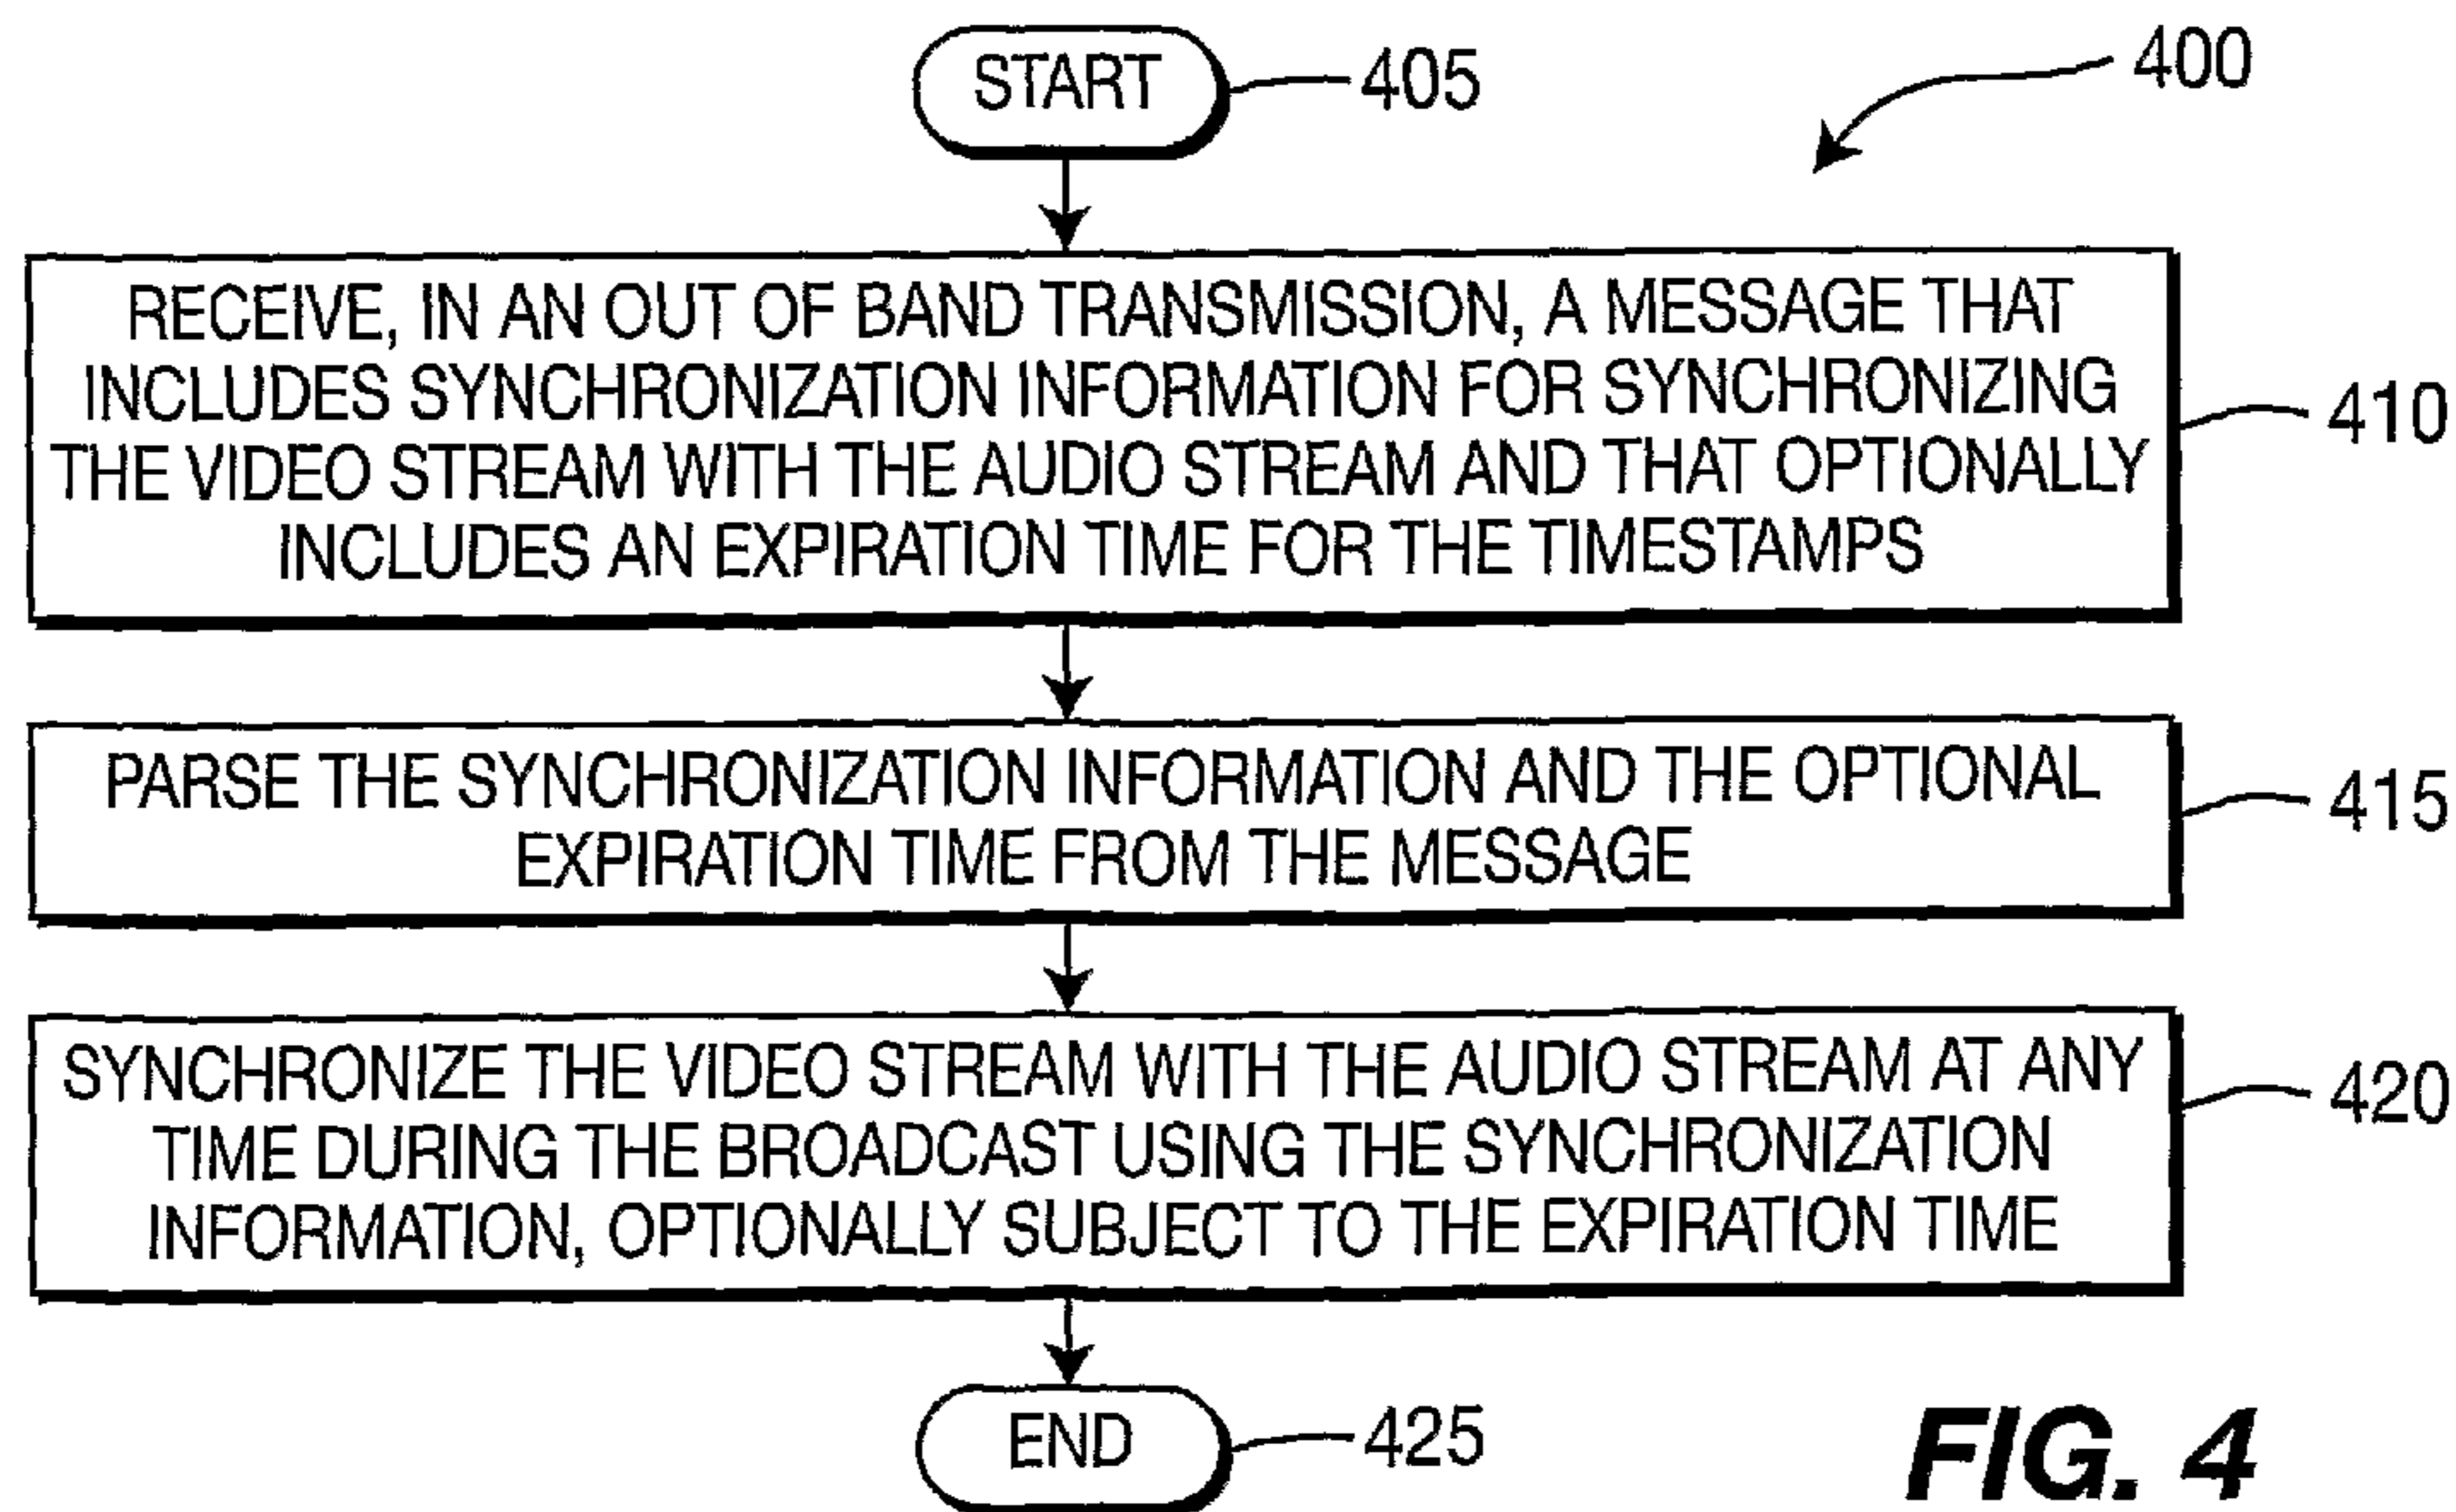 START
405
400
RECEIVE, IN AN OUT OF BAND TRANSMISSION, A MESSAGE THAT
INCLUDES SYNCHRONIZATION INFORMATION FOR SYNCHRONIZING
THE VIDEO STREAM WITH THE AUDIO STREAM AND THAT OPTIONALLY
INCLUDES AN EXPIRATION TIME FOR THE TIMESTAMPS
410
PARSE THE SYNCHRONIZATION INFORMATION AND THE OPTIONAL
EXPIRATION TIME FROM THE MESSAGE
415
SYNCHRONIZE THE VIDEO STREAM WITH THE AUDIO STREAM AT ANY
TIME DURING THE BROADCAST USING THE SYNCHRONIZATION
INFORMATION, OPTIONALLY SUBJECT TO THE EXPIRATION TIME
420
END
425
FIG. 4